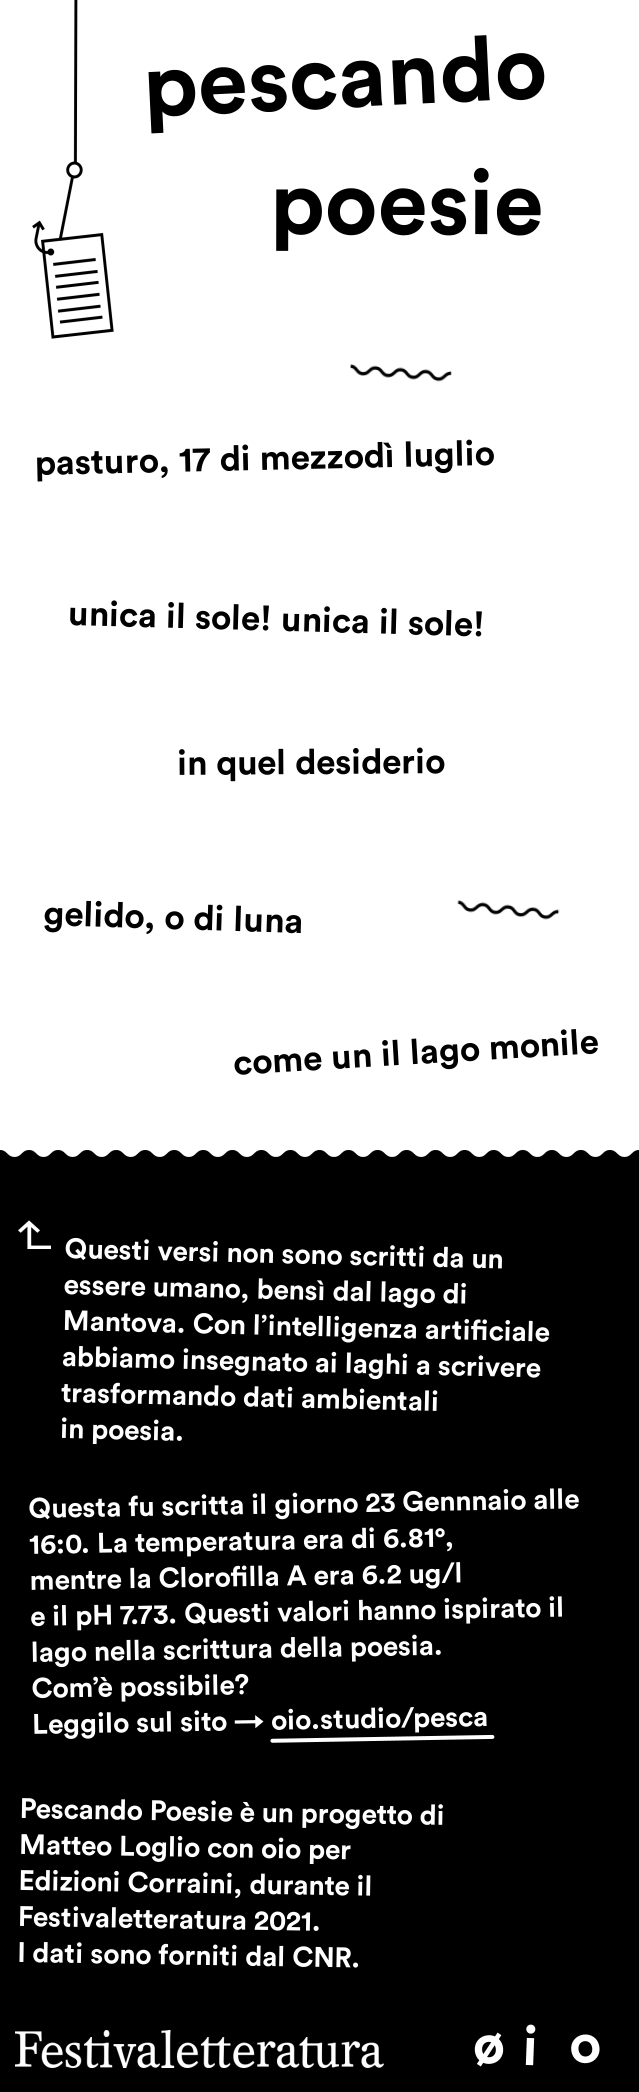 pescando
poesie
pasturo, 17 di mezzodì luglio
unica il sole! unica il sole!
in quel desiderio
gelido, o di luna
come un il lago monile
Questi versi non sono scritti da un
essere umano, bensì dal lago di
Mantova. Con l’intelligenza artificiale
abbiamo insegnato ai laghi a scrivere
trasformando dati ambientali
in poesia.
Questa fu scritta il giorno 23 Gennnaio alle
16:0. La temperatura era di 6.81°,
mentre la Clorofilla A era 6.2 ug/l
e il pH 7.73. Questi valori hanno ispirato il
lago nella scrittura della poesia.
Com’è possibile?
Leggilo sul sito → oio.studio/pesca
Pescando Poesie è un progetto di
Matteo Loglio con oio per
Edizioni Corraini, durante il
Festivaletteratura 2021.
I dati sono forniti dal CNR.
Festivaletteratura ø i o